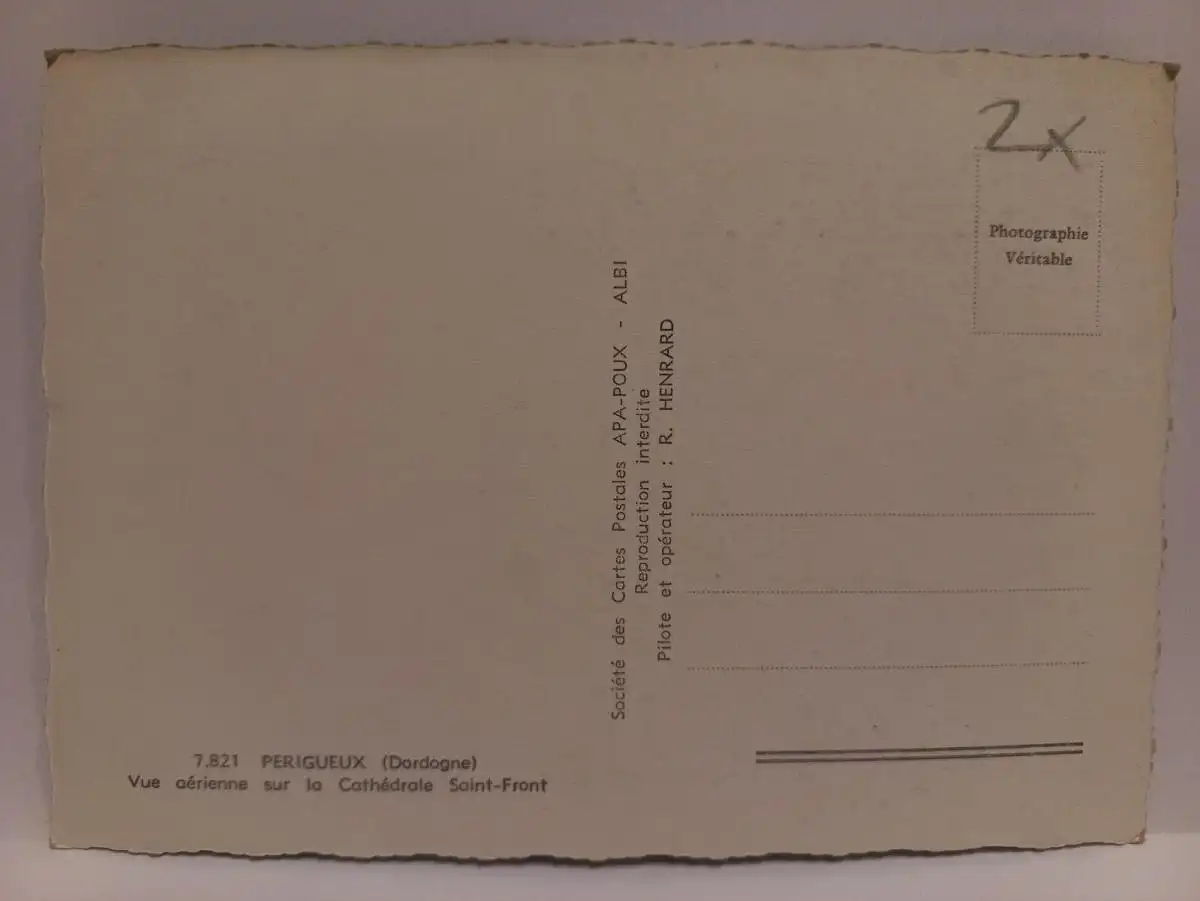 2x
Photographie
Véritable
Société des Cartes Postales APA-POUX - ALBI
Reproduction interdite
Pilote et opérateur : R. HENRARD
7.821 PERIGUEUX (Dordogne)
Vue aérienne sur la Cathédrale Saint-Front